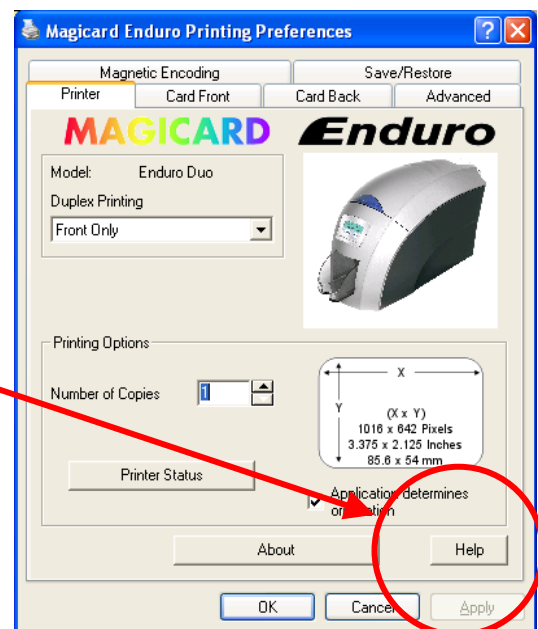 Magicard Enduro Printing Preferences
Magnetic Encoding Save/Restore
Printer Card Front Card Back Advanced
MAGICARD Enduro
Model: Enduro Duo
Duplex Printing
Front Only
Printing Options
Number of Copies 1
X
Y
(X x Y)
1016 x 642 Pixels
3.375 x 2.125 Inches
85.6 x 54 mm
Printer Status
Application determines
orientation
About Help
OK Cancel Apply